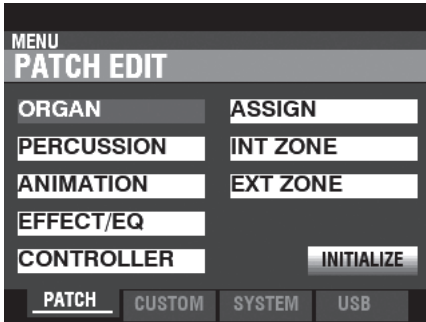 MENU
PATCH EDIT
ORGAN
PERCUSSION
ANIMATION
EFFECT/EQ
CONTROLLER
ASSIGN
INT ZONE
EXT ZONE
INITIALIZE
PATCH CUSTOM SYSTEM USB